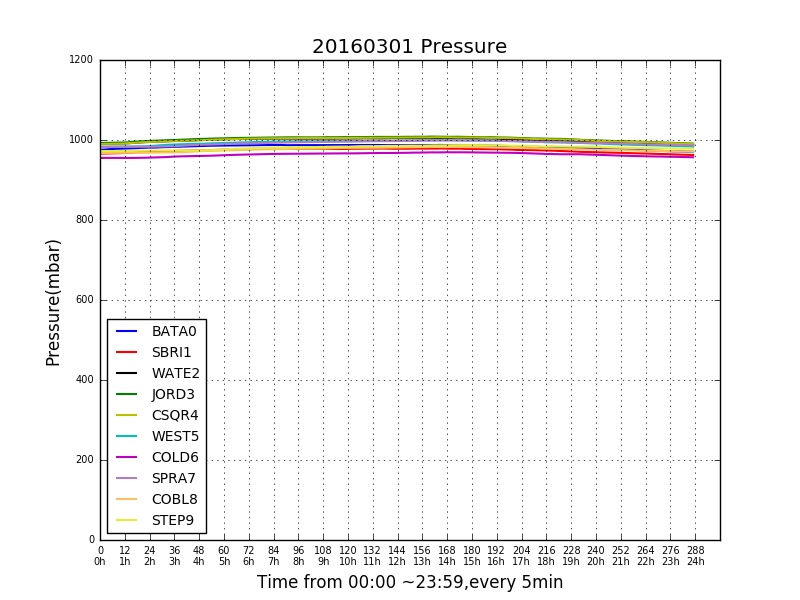 20160301 Pressure
1200
1000
800
600
400
200
0
Pressure(mbar)
BATA0
SBRI1
WATE2
JORD3
CSQR4
WEST5
COLD6
SPRA7
COBL8
STEP9
0 12 24 36 48 60 72 84 96 108 120 132 144 156 168 180 192 204 216 228 240 252 264 276 288
0h 1h 2h 3h 4h 5h 6h 7h 8h 9h 10h 11h 12h 13h 14h 15h 16h 17h 18h 19h 20h 21h 22h 23h 24h
Time from 00:00 ~23:59,every 5min